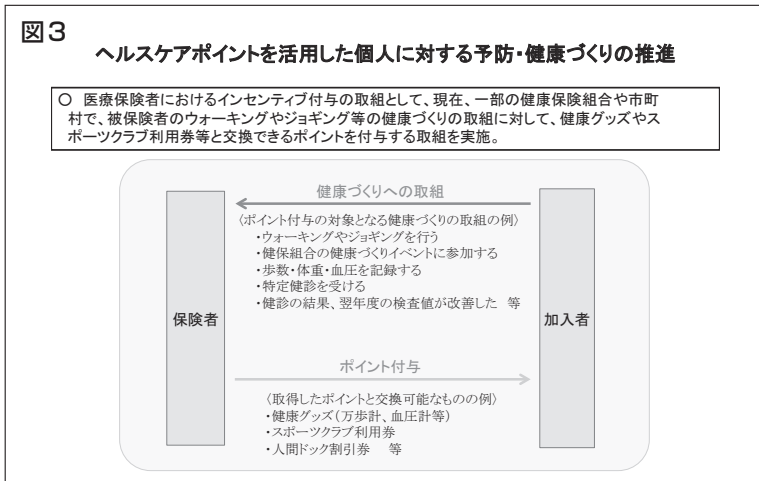 図3
ヘルスケアポイントを活用した個人に対する予防・健康づくりの推進
○ 医療保険者におけるインセンティブ付与の取組として、現在、一部の健康保険組合や市町
村で、被保険者のウォーキングやジョギング等の健康づくりの取組に対して、健康グッズやス
ポーツクラブ利用券等と交換できるポイントを付与する取組を実施。
健康づくりへの取組
〈ポイント付与の対象となる健康づくりの取組の例〉
・ウォーキングやジョギングを行う
・健保組合の健康づくりイベントに参加する
・歩数・体重・血圧を記録する
・特定健診を受ける
・健診の結果、翌年度の検査値が改善した 等
保険者
加入者
ポイント付与
〈取得したポイントと交換可能なものの例〉
・健康グッズ(万歩計、血圧計等)
・スポーツクラブ利用券
・人間ドック割引券 等